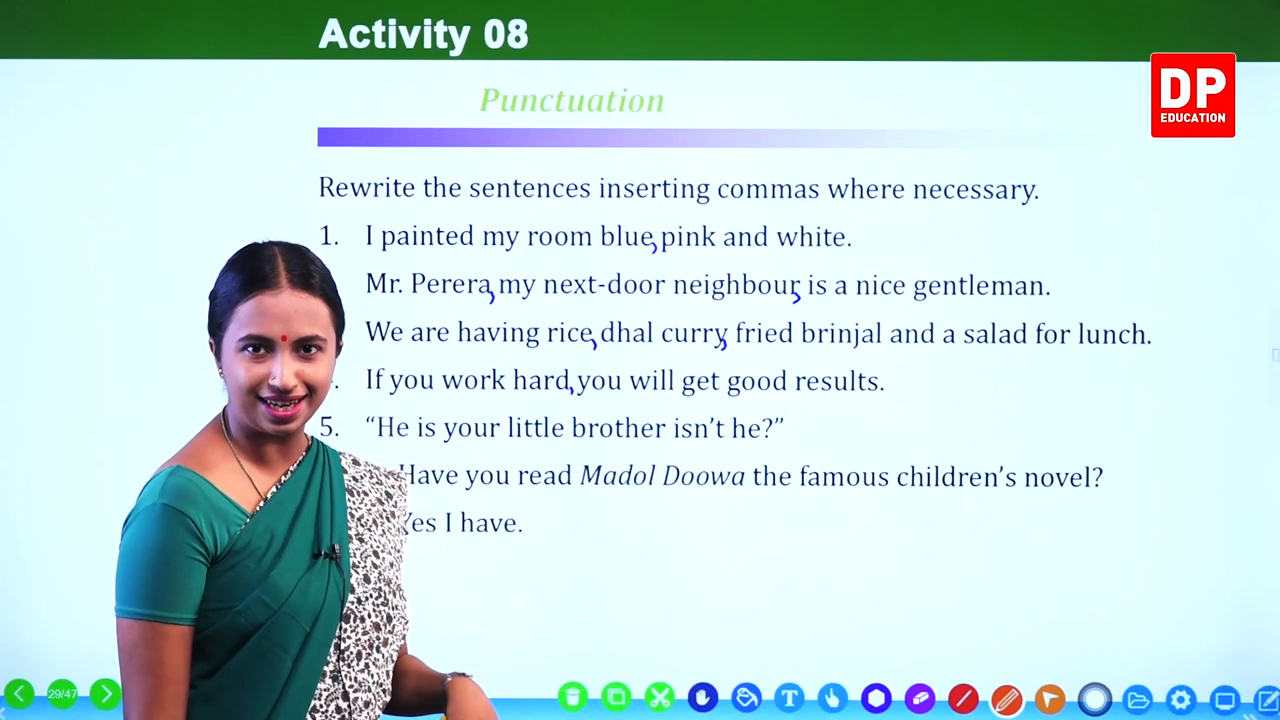 Activity 08
DP
EDUCATION
Punctuation
Rewrite the sentences inserting commas where necessary.
1. I painted my room blue, pink and white.
Mr. Perera, my next-door neighbour, is a nice gentleman.
We are having rice, dhal curry, fried brinjal and a salad for lunch.
. If you work hard, you will get good results.
5. “He is your little brother isn’t he?”
Have you read Madol Doowa the famous children’s novel?
Yes I have.
29/47